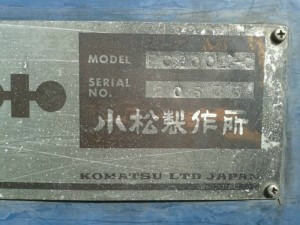 MODEL
SERIAL
NO.
小松製作所
KOMATSU LTD JAPAN